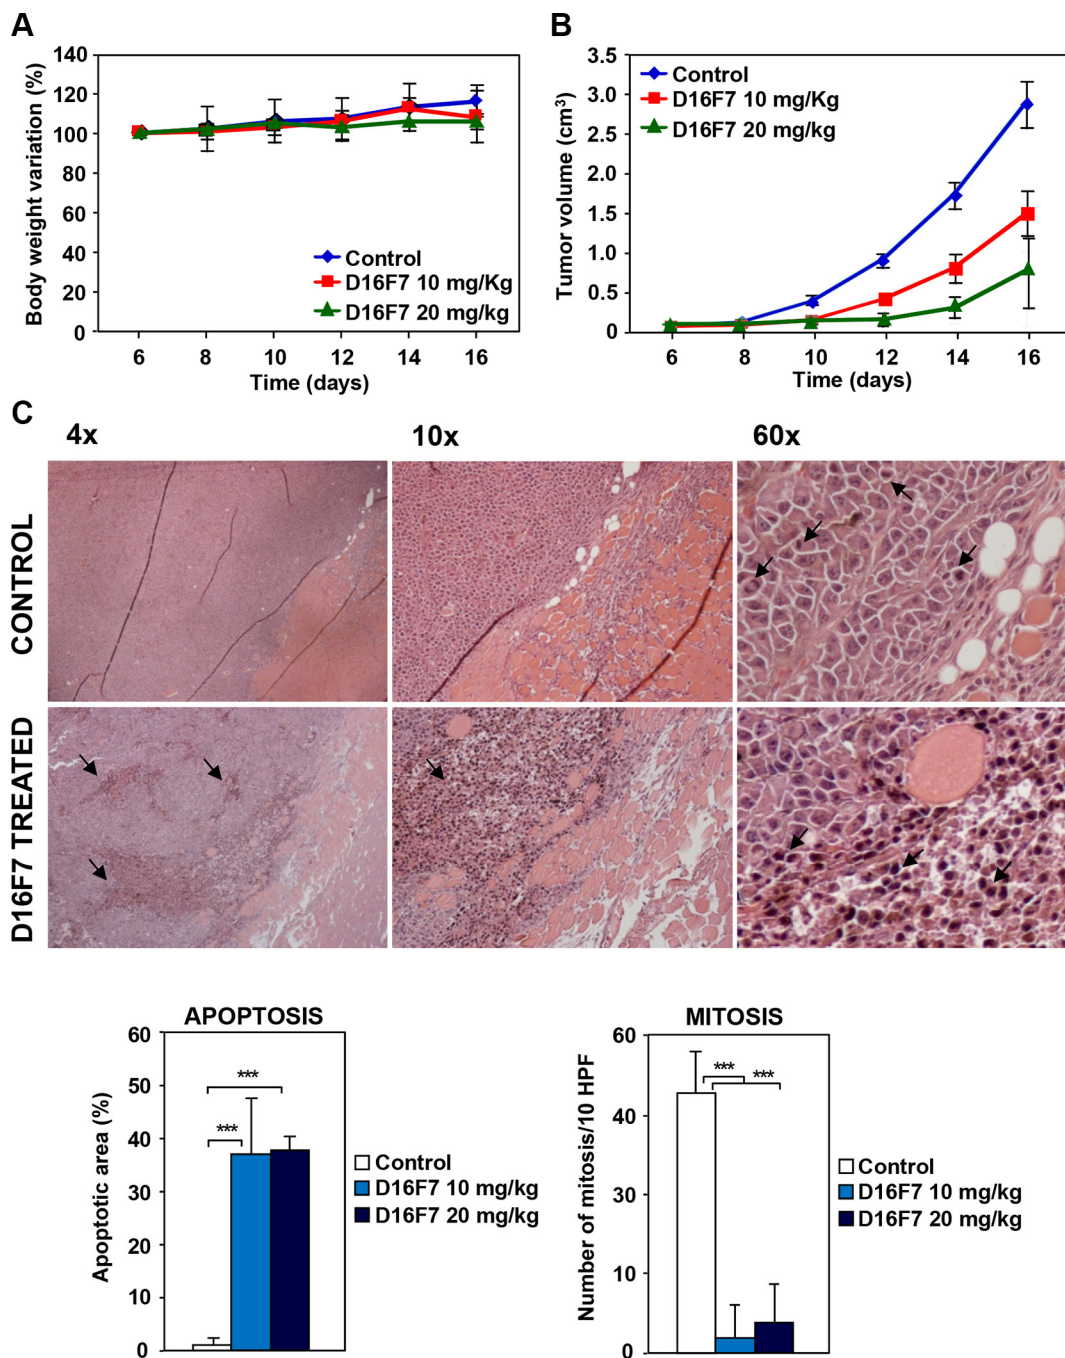 A
140
120
100
80
60
40
20
0
Body weight variation (%)
Control
D16F7 10 mg/Kg
D16F7 20 mg/kg
6 8 10 12 14 16
Time (days)
B
3.5
3.0
2.5
2.0
1.5
1.0
0.5
0
Tumor volume (cm³)
Control
D16F7 10 mg/Kg
D16F7 20 mg/kg
6 8 10 12 14 16
Time (days)
C
4x 10x 60x
CONTROL
D16F7 TREATED
APOPTOSIS
60
50
40
30
20
10
0
Apoptotic area (%)
***
***
Control
D16F7 10 mg/kg
D16F7 20 mg/kg
MITOSIS
60
40
30
10
0
Number of mitosis/10 HPF
***
***
Control
D16F7 10 mg/kg
D16F7 20 mg/kg